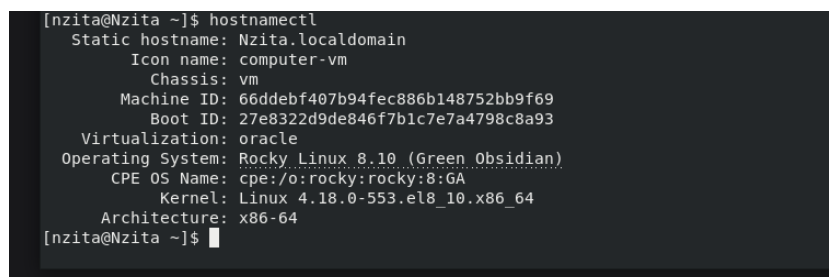 [nzita@Nzita ~]$ hostnamectl
Static hostname: Nzita.localdomain
Icon name: computer-vm
Chassis: vm
Machine ID: 66ddebf407b94fec886b148752bb9f69
Boot ID: 27e8322d9de846f7b1c7e7a4798c8a93
Virtualization: oracle
Operating System: Rocky Linux 8.10 (Green Obsidian)
CPE OS Name: cpe:/o:rocky:rocky:8:GA
Kernel: Linux 4.18.0-553.el8_10.x86_64
Architecture: x86-64
[nzita@Nzita ~]$